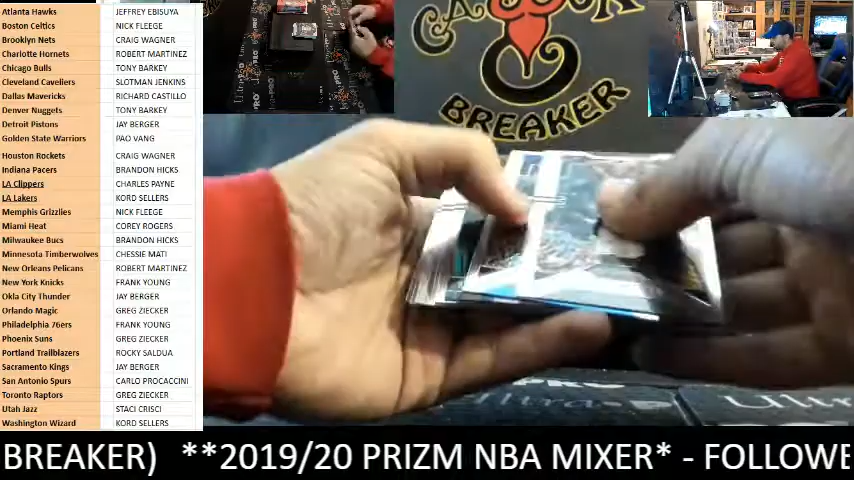 Atlanta Hawks JEFFREY EBISUYA
Boston Celtics NICK FLEEGE
Brooklyn Nets CRAIG WAGNER
Charlotte Hornets ROBERT MARTINEZ
Chicago Bulls TONY BARKEY
Cleveland Cavaliers SLOTMAN JENKINS
Dallas Mavericks RICHARD CASTILLO
Denver Nuggets TONY BARKEY
Detroit Pistons JAY BERGER
Golden State Warriors PAO VANG
Houston Rockets CRAIG WAGNER
Indiana Pacers BRANDON HICKS
LA Clippers CHARLES PAYNE
LA Lakers KORD SELLERS
Memphis Grizzlies NICK FLEEGE
Miami Heat COREY ROGERS
Milwaukee Bucs BRANDON HICKS
Minnesota Timberwolves CHESSIE MATI
New Orleans Pelicans ROBERT MARTINEZ
New York Knicks FRANK YOUNG
Okla City Thunder JAY BERGER
Orlando Magic GREG ZIECKER
Philadelphia 76ers FRANK YOUNG
Phoenix Suns GREG ZIECKER
Portland Trailblazers ROCKY SALDUA
Sacramento Kings JAY BERGER
San Antonio Spurs CARLO PROCACCINI
Toronto Raptors GREG ZIECKER
Utah Jazz STACI CRISCI
Washington Wizard KORD SELLERS
BREAKER
Ultra
BREAKER) **2019/20 PRIZM NBA MIXER* - FOLLOWE